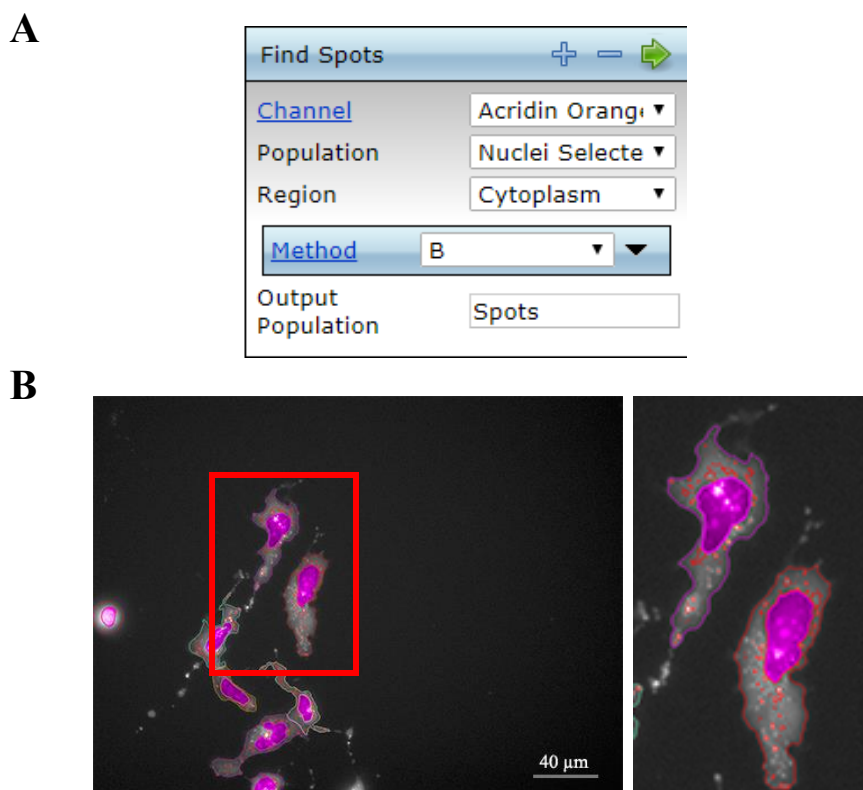 A
Find Spots
Channel Acridin Orang
Population Nuclei Selecte
Region Cytoplasm
Method B
Output
Population Spots
B
40 µm